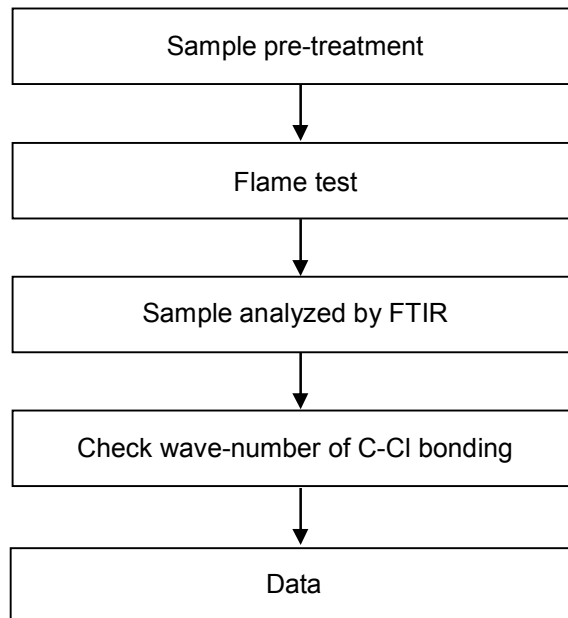 Sample pre-treatment
Flame test
Sample analyzed by FTIR
Check wave-number of C-Cl bonding
Data